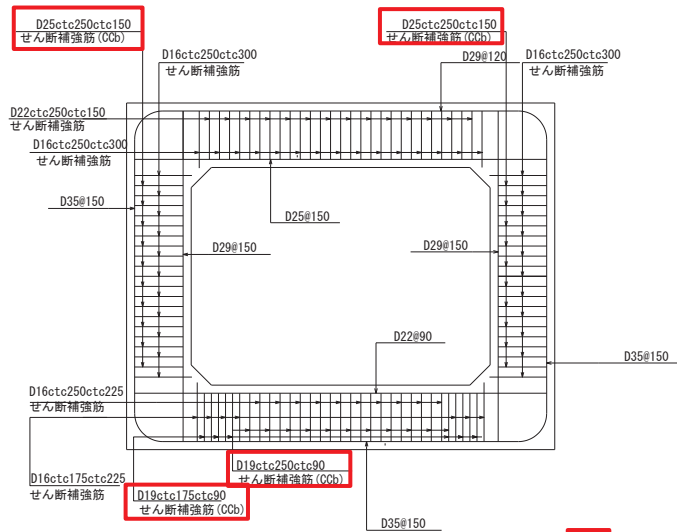 D25ctc250ctc150
せん断補強筋(CCb)
D25ctc250ctc150
せん断補強筋(CCb)
D16ctc250ctc300
せん断補強筋
D29@120
D16ctc250ctc300
せん断補強筋
D22ctc250ctc150
せん断補強筋
D16ctc250ctc300
せん断補強筋
D35@150
D25@150
D29@150
D29@150
D22@90
D35@150
D16ctc250ctc225
せん断補強筋
D19ctc250ctc90
せん断補強筋(CCb)
D16ctc175ctc225
せん断補強筋
D19ctc175ctc90
せん断補強筋(CCb)
D35@150